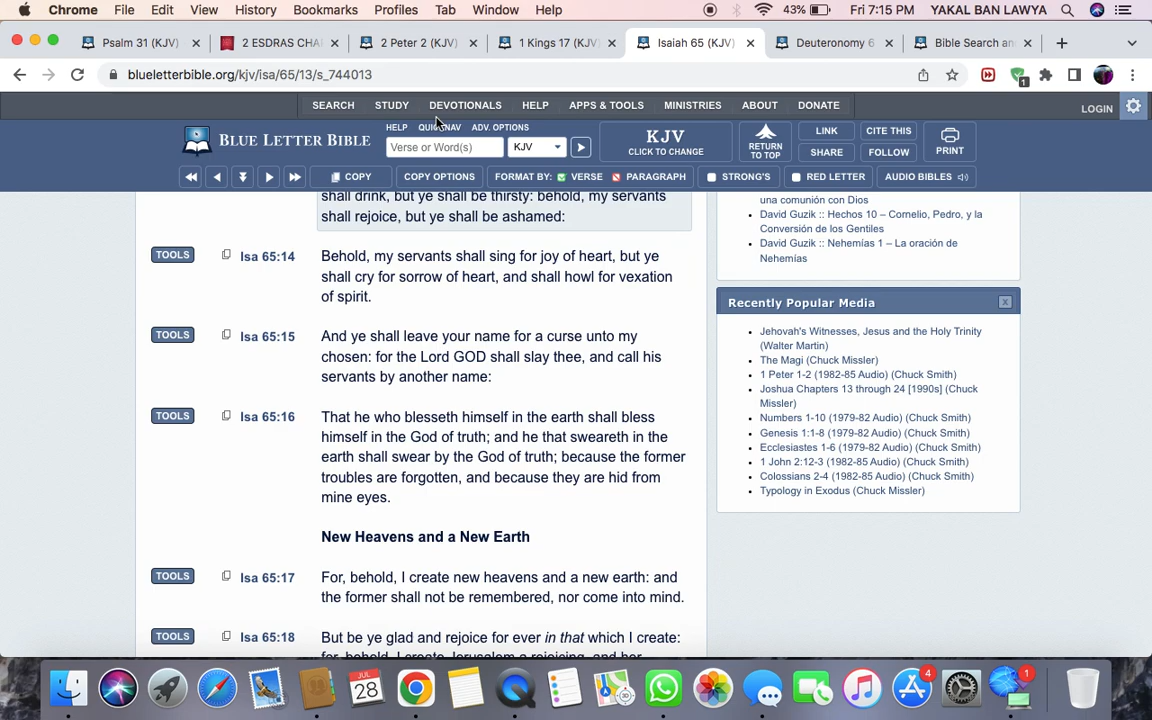 Chrome File Edit View History Bookmarks Profiles Tab Window Help 43% Fri 7:15 PM YAKAL BAN LAWYA
Psalm 31 (KJV) 2 ESDRAS CHA 2 Peter 2 (KJV) 1 Kings 17 (KJV) Isaiah 65 (KJV) Deuteronomy 6 Bible Search an
blueletterbible.org/kjv/isa/65/13/s_744013 1
SEARCH STUDY DEVOTIONALS HELP APPS & TOOLS MINISTRIES ABOUT DONATE LOGIN
BLUE LETTER BIBLE
HELP QUICKNAV ADV. OPTIONS
Verse or Word(s) KJV
KJV
CLICK TO CHANGE
RETURN
TO TOP
LINK CITE THIS
SHARE FOLLOW
PRINT
COPY COPY OPTIONS FORMAT BY: VERSE PARAGRAPH STRONG'S RED LETTER AUDIO BIBLES
shall drink, but ye shall be thirsty: behold, my servants
shall rejoice, but ye shall be ashamed:
TOOLS Isa 65:14 Behold, my servants shall sing for joy of heart, but ye
shall cry for sorrow of heart, and shall howl for vexation
of spirit.
TOOLS Isa 65:15 And ye shall leave your name for a curse unto my
chosen: for the Lord GOD shall slay thee, and call his
servants by another name:
TOOLS Isa 65:16 That he who blesseth himself in the earth shall bless
himself in the God of truth; and he that sweareth in the
earth shall swear by the God of truth; because the former
troubles are forgotten, and because they are hid from
mine eyes.
New Heavens and a New Earth
TOOLS Isa 65:17 For, behold, I create new heavens and a new earth: and
the former shall not be remembered, nor come into mind.
TOOLS Isa 65:18 But be ye glad and rejoice for ever in that which I create:
for, behold, I create Jerusalem a rejoicing, and her
una comunión con Dios
David Guzik :: Hechos 10 – Cornelio, Pedro, y la
Conversión de los Gentiles
David Guzik :: Nehemías 1 – La oración de
Nehemías
Recently Popular Media x
Jehovah's Witnesses, Jesus and the Holy Trinity
(Walter Martin)
The Magi (Chuck Missler)
1 Peter 1-2 (1982-85 Audio) (Chuck Smith)
Joshua Chapters 13 through 24 [1990s] (Chuck
Missler)
Numbers 1-10 (1979-82 Audio) (Chuck Smith)
Genesis 1:1-8 (1979-82 Audio) (Chuck Smith)
Ecclesiastes 1-6 (1979-82 Audio) (Chuck Smith)
1 John 2:12-3 (1982-85 Audio) (Chuck Smith)
Colossians 2-4 (1982-85 Audio) (Chuck Smith)
Typology in Exodus (Chuck Missler)
JUL
28
4
1